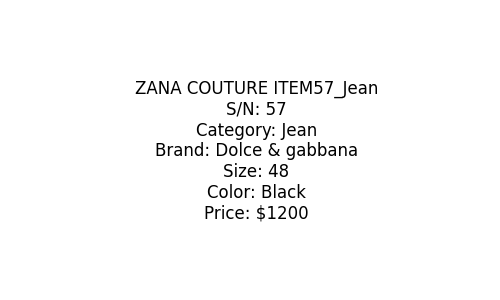 ZANA COUTURE ITEM57_Jean
S/N: 57
Category: Jean
Brand: Dolce & gabbana
Size: 48
Color: Black
Price: $1200